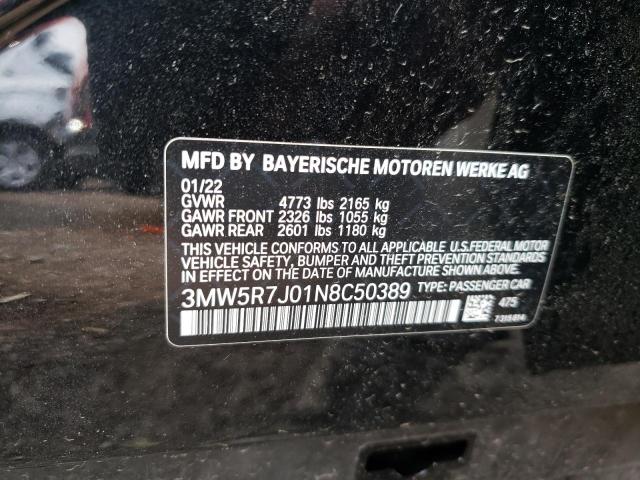 MFD BY BAYERISCHE MOTOREN WERKE AG
01/22
GVWR 4773 lbs 2165 kg
GAWR FRONT 2326 lbs 1055 kg
GAWR REAR 2601 lbs 1180 kg
THIS VEHICLE CONFORMS TO ALL APPLICABLE U.S.FEDERAL MOTOR
VEHICLE SAFETY, BUMPER AND THEFT PREVENTION STANDARDS
IN EFFECT ON THE DATE OF MANUFACTURE SHOWN ABOVE.
3MW5R7J01N8C50389 TYPE: PASSENGER CAR
475
7315814